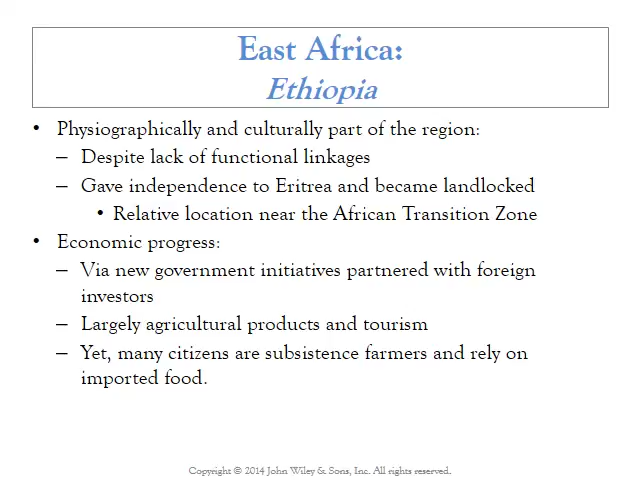 East Africa:
Ethiopia
• Physiographically and culturally part of the region:
– Despite lack of functional linkages
– Gave independence to Eritrea and became landlocked
• Relative location near the African Transition Zone
• Economic progress:
– Via new government initiatives partnered with foreign
investors
– Largely agricultural products and tourism
– Yet, many citizens are subsistence farmers and rely on
imported food.
Copyright © 2014 John Wiley & Sons, Inc. All rights reserved.